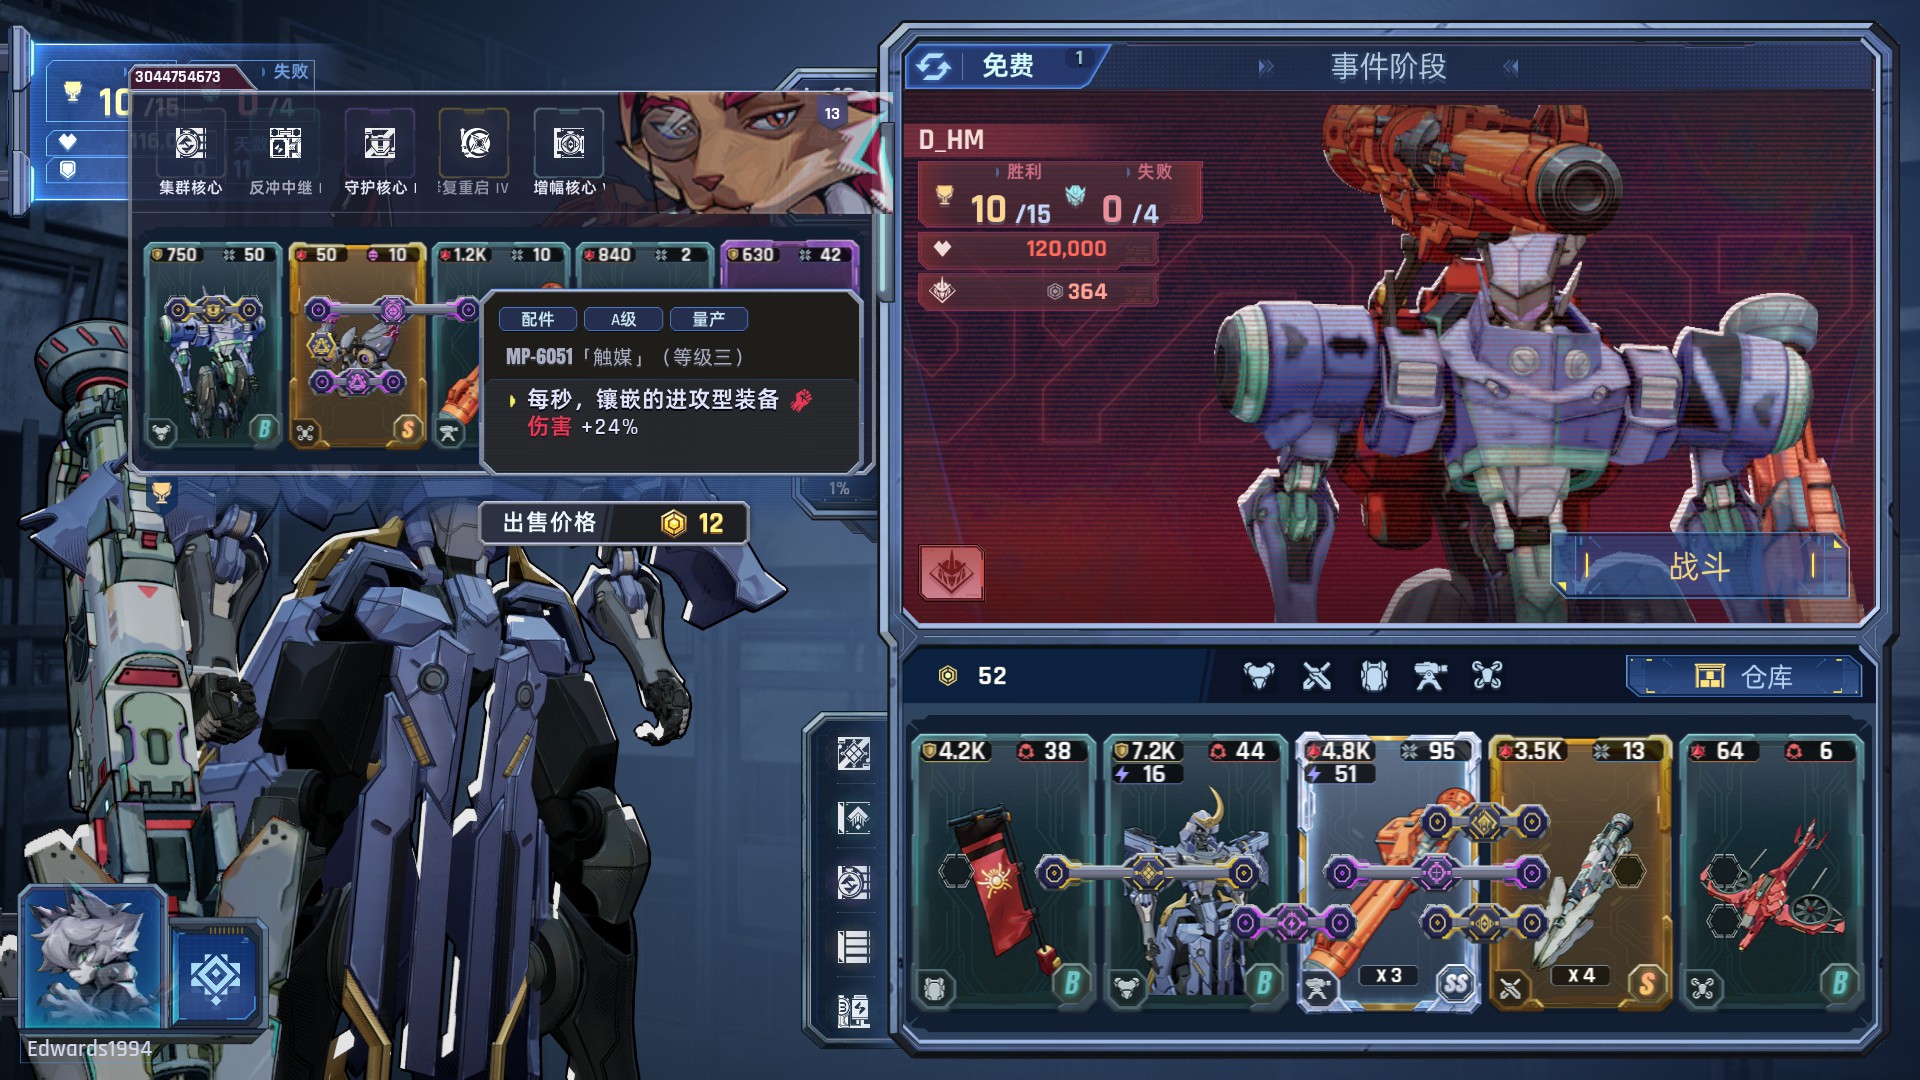 失败
3044754673
10 /15 0 /4
13
集群核心
反冲中继 I
守护核心 I
复重启 IV
增幅核心
750 50
50 10
1.2K 10
840 2
630 42
B
S
配件 A级 量产
MP-6051「触媒」（等级三）
每秒，镶嵌的进攻型装备
伤害 +24%
1%
出售价格 12
Edwards1994
免费 1
事件阶段
D_HM
胜利 失败
10 /15 0 /4
120,000
364
战斗
52
仓库
4.2K 38
7.2K 44
16
4.8K 95
51
3.5K 13
64 6
B
B
x3 SS
x4 S
B